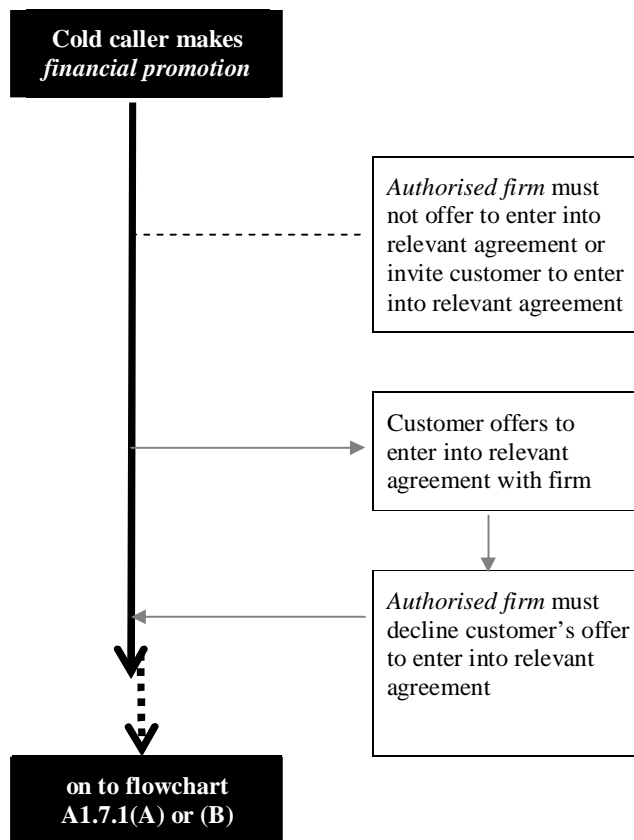 Cold caller makes
financial promotion
Authorised firm must
not offer to enter into
relevant agreement or
invite customer to enter
into relevant agreement
Customer offers to
enter into relevant
agreement with firm
Authorised firm must
decline customer’s offer
to enter into relevant
agreement
on to flowchart
A1.7.1(A) or (B)